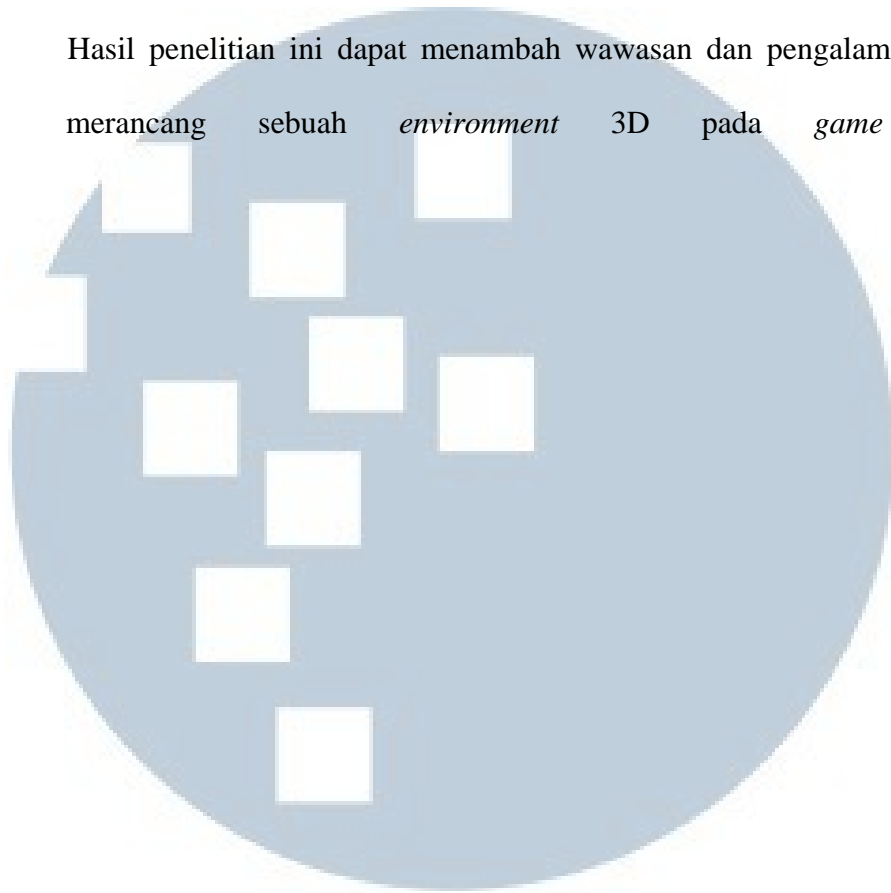 Hasil penelitian ini dapat menambah wawasan dan pengalam
merancang sebuah environment 3D pada game